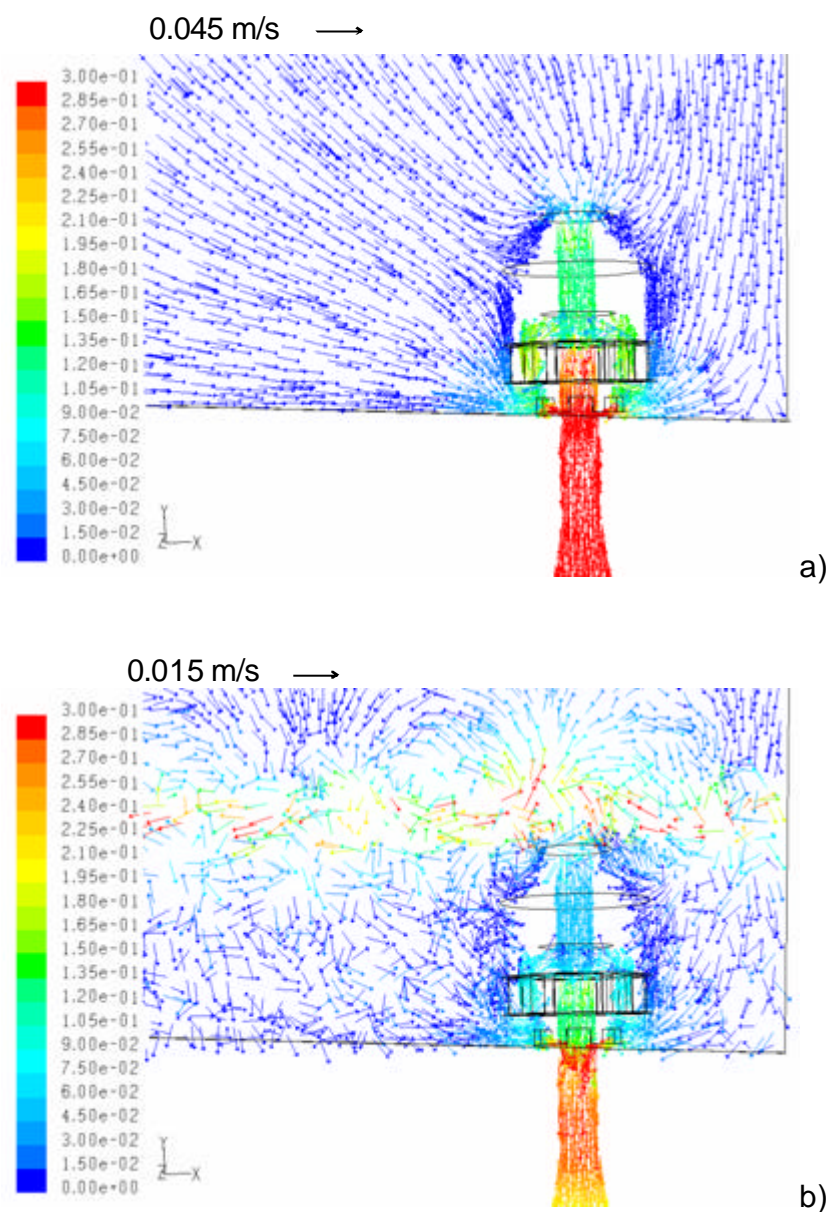 0.045 m/s
3.00e-01
2.85e-01
2.70e-01
2.55e-01
2.40e-01
2.25e-01
2.10e-01
1.95e-01
1.80e-01
1.65e-01
1.50e-01
1.35e-01
1.20e-01
1.05e-01
9.00e-02
7.50e-02
6.00e-02
4.50e-02
3.00e-02
1.50e-02
0.00e+00
Y
Z X
a)
0.015 m/s
3.00e-01
2.85e-01
2.70e-01
2.55e-01
2.40e-01
2.25e-01
2.10e-01
1.95e-01
1.80e-01
1.65e-01
1.50e-01
1.35e-01
1.20e-01
1.05e-01
9.00e-02
7.50e-02
6.00e-02
4.50e-02
3.00e-02
1.50e-02
0.00e+00
Y
Z X
b)